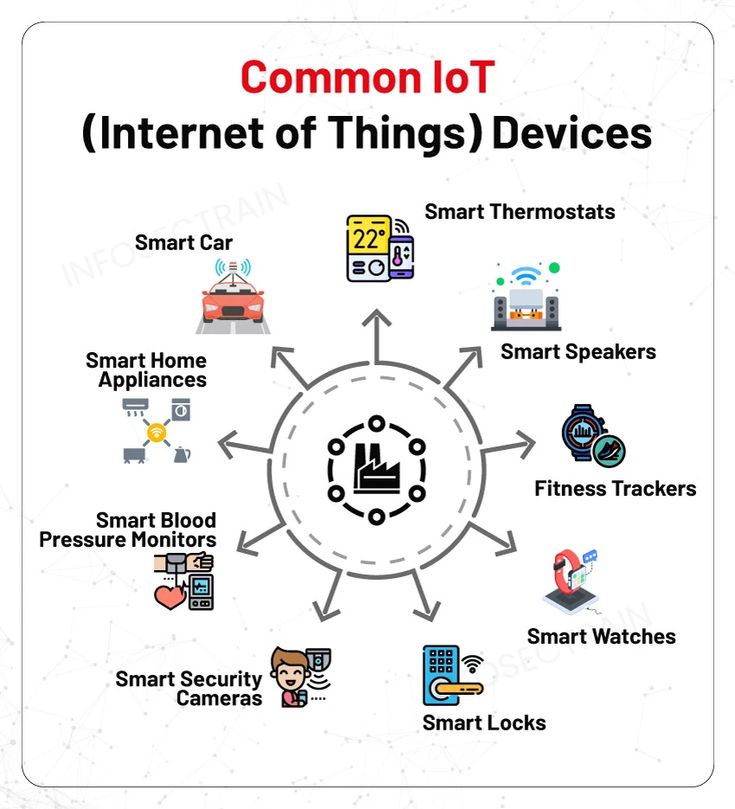 Common IoT
(Internet of Things) Devices
INFOSECTRAIN
Smart Thermostats
22°
Smart Car
Smart Speakers
Smart Home
Appliances
Fitness Trackers
Smart Blood
Pressure Monitors
Smart Watches
Smart Security
Cameras
Smart Locks
INFOSECTRAIN